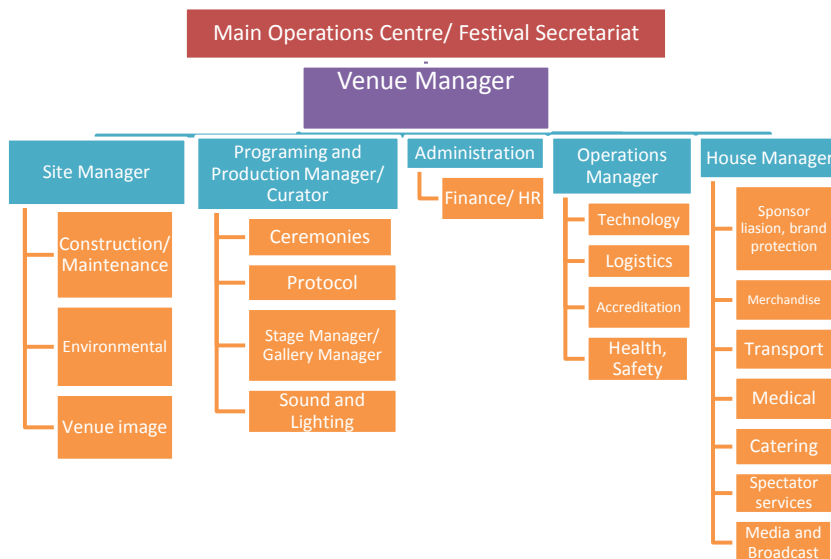 Main Operations Centre/ Festival Secretariat
Venue Manager
Site Manager
Construction/
Maintenance
Environmental
Venue image
Programing and
Production Manager/
Curator
Ceremonies
Protocol
Stage Manager/
Gallery Manager
Sound and
Lighting
Administration
Finance/ HR
Operations
Manager
Technology
Logistics
Accreditation
Health,
Safety
House Manager
Sponsor
liasion, brand
protection
Merchandise
Transport
Medical
Catering
Spectator
services
Media and
Broadcast